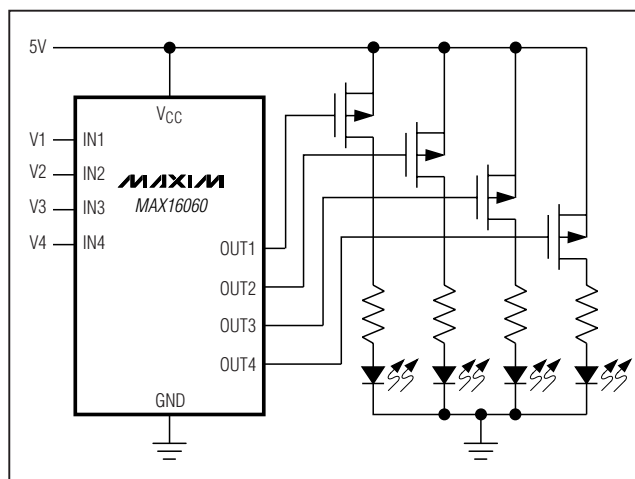 5V
VCC
V1 IN1
V2 IN2
V3 IN3
V4 IN4
MAXIM
MAX16060
OUT1
OUT2
OUT3
OUT4
GND